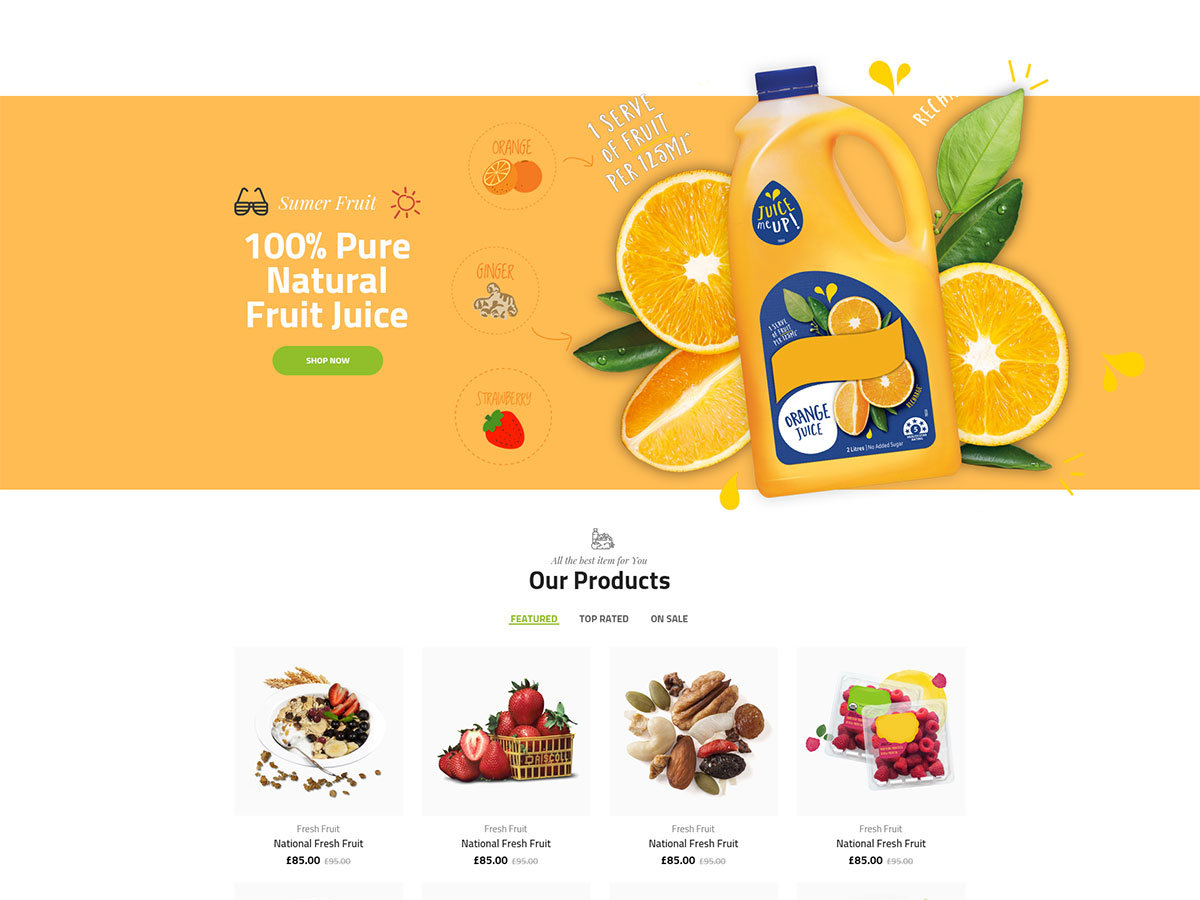 Sumer Fruit
100% Pure
Natural
Fruit Juice
SHOP NOW
ORANGE
GINGER
STRAWBERRY
1 SERVE
OF FRUIT
PER 125ML
JUICE
me UP!
1 SERVE
OF FRUIT
PER 125ML
ORANGE
JUICE
2 Litres | No Added Sugar
5
All the best item for You
Our Products
FEATURED
TOP RATED
ON SALE
DRISCOLL
Fresh Fruit
National Fresh Fruit
£85.00 £95.00
Fresh Fruit
National Fresh Fruit
£85.00 £95.00
Fresh Fruit
National Fresh Fruit
£85.00 £95.00
Fresh Fruit
National Fresh Fruit
£85.00 £95.00